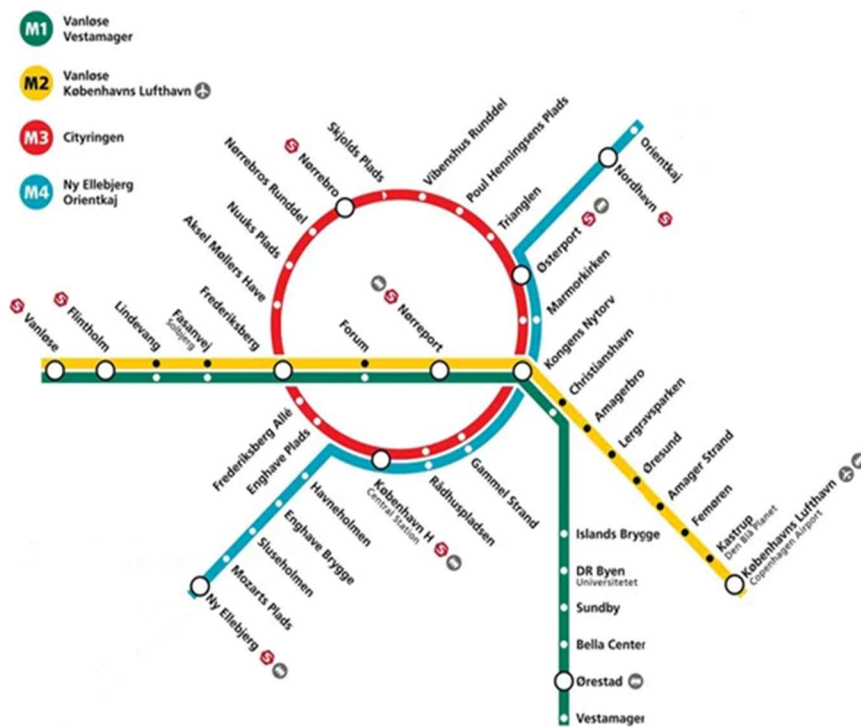 M1
Vanløse
Vestamager
M2
Vanløse
Københavns Lufthavn
M3
Cityringen
M4
Ny Ellebjerg
Orientkaj
Skjolds Plads
Vibenshus Runddel
Poul Henningsens Plads
Trianglen
S Nørrebro
Nørrebros Runddel
Nuuks Plads
Aksel Møllers Have
Frederiksberg
Orientkaj
Nordhavn S
Østerport S
Marmorkirken
Kongens Nytorv
S Vanløse
S Flintholm
Lindevang
Fasanvej
Solbjerg
Forum
S Nørreport
Christianshavn
Amagerbro
Lergravsparken
Øresund
Amager Strand
Femøren
Kastrup
Den Blå Planet
Københavns Lufthavn
Copenhagen Airport
Frederiksberg Allé
Enghave Plads
København H S
Central Station
Rådhuspladsen
Gammel Strand
Havneholmen
Enghave Brygge
Sluseholmen
Mozarts Plads
Ny Ellebjerg S
Islands Brygge
DR Byen
Universitetet
Sundby
Bella Center
Ørestad
Vestamager